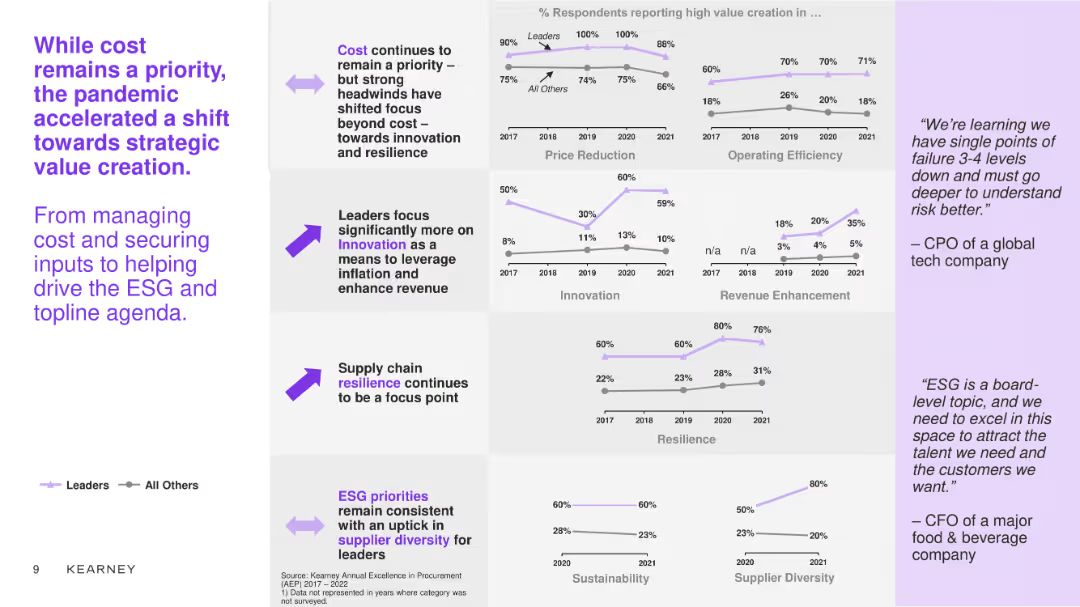 While cost
remains a priority,
the pandemic
accelerated a shift
towards strategic
value creation.
From managing
cost and securing
inputs to helping
drive the ESG and
topline agenda.
Leaders
All Others
9
KEARNEY
Cost continues to
remain a priority –
but strong
headwinds have
shifted focus
beyond cost –
towards innovation
and resilience
Leaders focus
significantly more on
Innovation as a
means to leverage
inflation and
enhance revenue
Supply chain
resilience continues
to be a focus point
ESG priorities
remain consistent
with an uptick in
supplier diversity for
leaders
Source: Kearney Annual Excellence in Procurement
(AEP) 2017 – 2022
1) Data not represented in years where category was
not surveyed.
% Respondents reporting high value creation in …
Leaders
90%
100%
100%
88%
75%
All Others
74%
75%
66%
2017 2018 2019 2020 2021
Price Reduction
60%
70%
70%
71%
18%
26%
20%
18%
2017 2018 2019 2020 2021
Operating Efficiency
50%
30%
60%
59%
8%
11%
13%
10%
2017 2018 2019 2020 2021
Innovation
n/a
n/a
18%
20%
35%
3%
4%
5%
2017 2018 2019 2020 2021
Revenue Enhancement
60%
60%
80%
76%
22%
23%
28%
31%
2017 2018 2019 2020 2021
Resilience
60%
60%
28%
23%
2020 2021
Sustainability
50%
80%
23%
20%
2020 2021
Supplier Diversity
“We’re learning we
have single points of
failure 3-4 levels
down and must go
deeper to understand
risk better.”
– CPO of a global
tech company
“ESG is a board-
level topic, and we
need to excel in this
space to attract the
talent we need and
the customers we
want.”
– CFO of a major
food & beverage
company